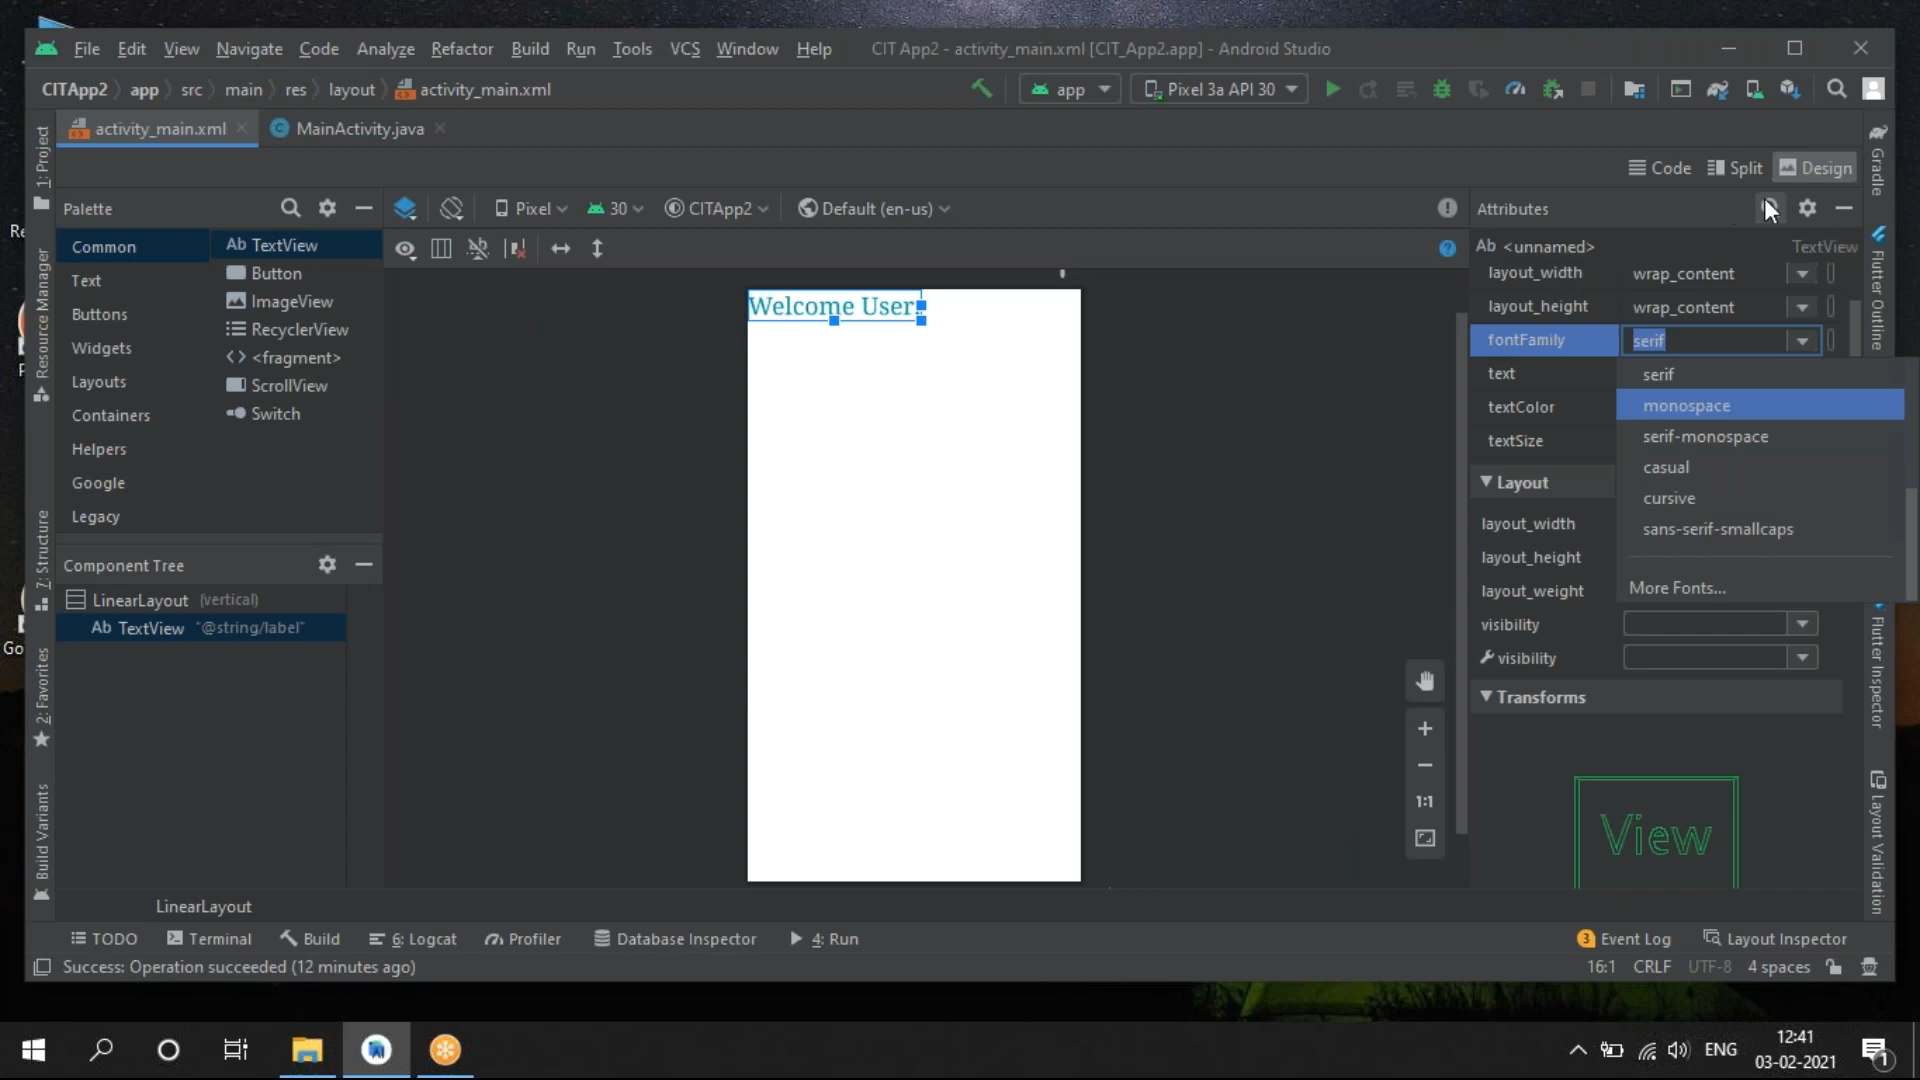 File Edit View Navigate Code Analyze Refactor Build Run Tools VCS Window Help CIT App2 - activity_main.xml [CIT_App2.app] - Android Studio
CITApp2 app src main res layout activity_main.xml app Pixel 3a API 30
activity_main.xml MainActivity.java
Code Split Design
Palette
Pixel 30 CITApp2 Default (en-us)
Attributes
Common
Text
Buttons
Widgets
Layouts
Containers
Helpers
Google
Legacy
Ab TextView
Button
ImageView
RecyclerView
<fragment>
ScrollView
Switch
Component Tree
LinearLayout (vertical)
Ab TextView "@string/label"
Welcome User!
1:1
Ab <unnamed> TextView
layout_width wrap_content
layout_height wrap_content
fontFamily serif
text
textColor
textSize
serif
monospace
serif-monospace
casual
cursive
sans-serif-smallcaps
More Fonts...
Layout
layout_width
layout_height
layout_weight
visibility
visibility
Transforms
View
1: Project
Resource Manager
7: Structure
2: Favorites
Build Variants
Gradle
Flutter Outline
Flutter Inspector
Layout Validation
LinearLayout
TODO Terminal Build 6: Logcat Profiler Database Inspector 4: Run 3 Event Log Layout Inspector
Success: Operation succeeded (12 minutes ago) 16:1 CRLF UTF-8 4 spaces
Go
ENG
12:41
03-02-2021
1